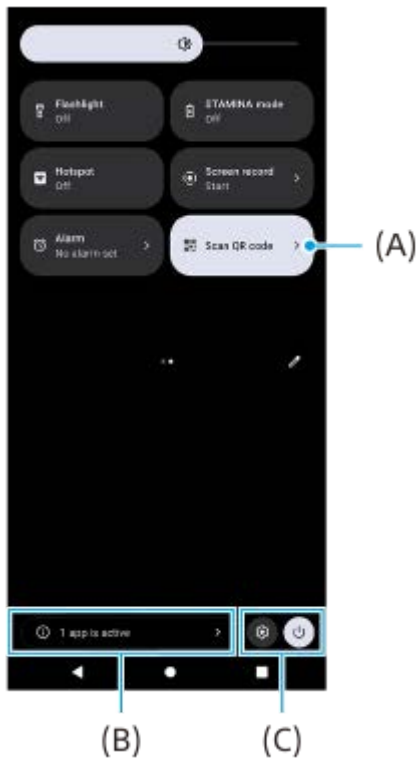 Flashlight
Off
STAMINA mode
Off
Hotspot
Off
Screen record
Start
Alarm
No alarm set
Scan QR code
(A)
1 app is active
(B)
(C)